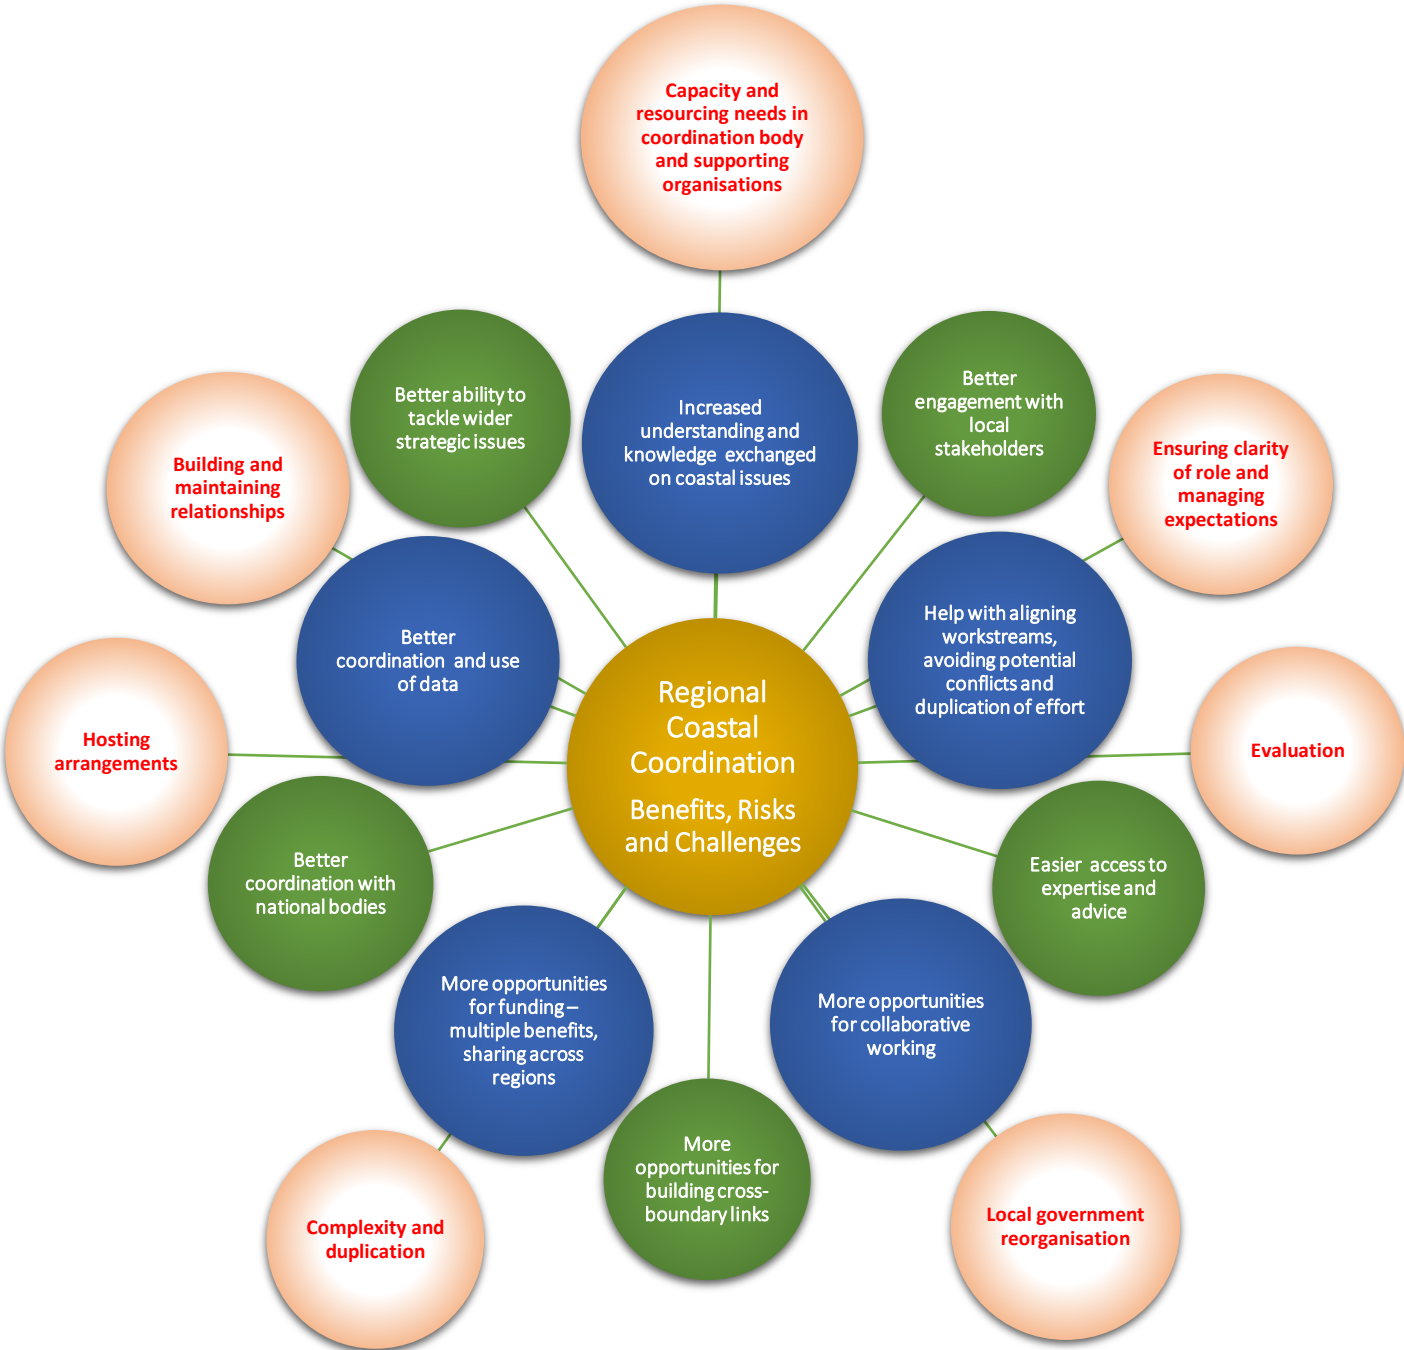 Capacity and
resourcing needs in
coordination body
and supporting
organisations
Better ability to
tackle wider
strategic issues
Increased
understanding and
knowledge exchanged
on coastal issues
Better
engagement with
local
stakeholders
Building and
maintaining
relationships
Ensuring clarity
of role and
managing
expectations
Better
coordination and use
of data
Help with aligning
workstreams,
avoiding potential
conflicts and
duplication of effort
Regional
Coastal
Coordination
Benefits, Risks
and Challenges
Hosting
arrangements
Evaluation
Better
coordination with
national bodies
Easier access to
expertise and
advice
More opportunities
for funding –
multiple benefits,
sharing across
regions
More opportunities
for collaborative
working
More
opportunities for
building cross-
boundary links
Complexity and
duplication
Local government
reorganisation